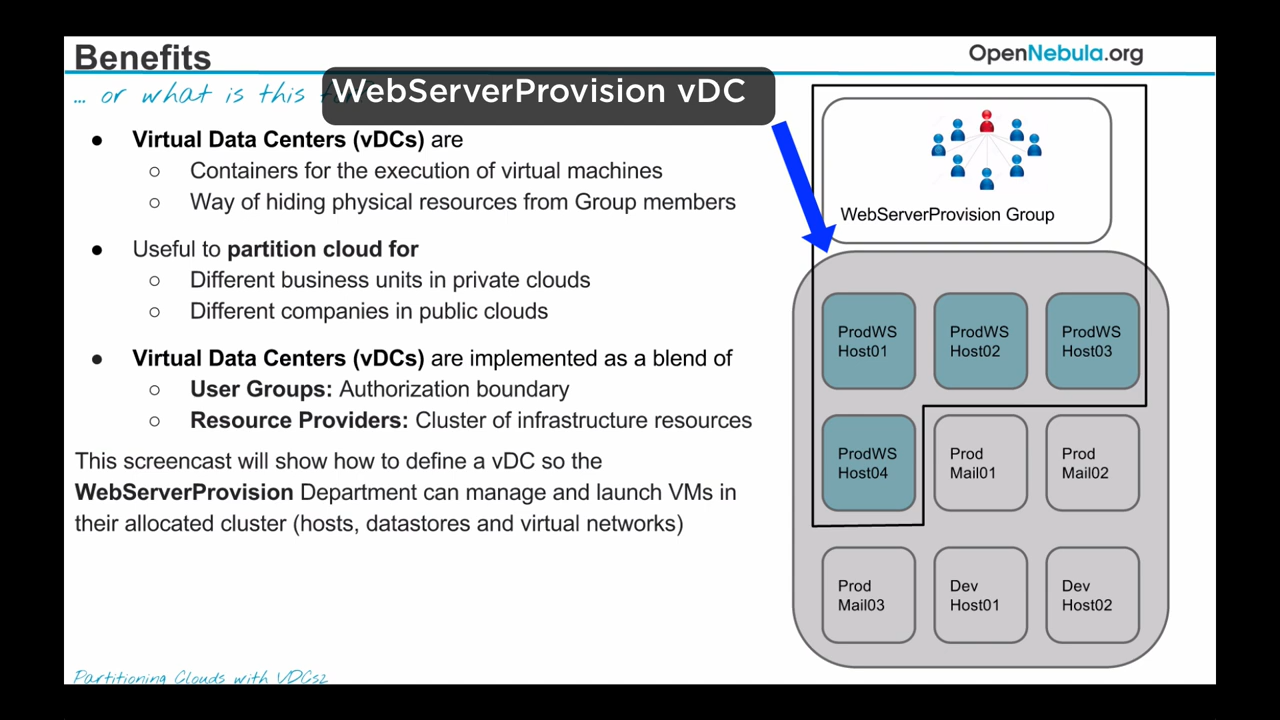 Benefits
OpenNebula.org
... or what is this
WebServerProvision vDC
● Virtual Data Centers (vDCs) are
○ Containers for the execution of virtual machines
○ Way of hiding physical resources from Group members
● Useful to partition cloud for
○ Different business units in private clouds
○ Different companies in public clouds
● Virtual Data Centers (vDCs) are implemented as a blend of
○ User Groups: Authorization boundary
○ Resource Providers: Cluster of infrastructure resources
This screencast will show how to define a vDC so the
WebServerProvision Department can manage and launch VMs in
their allocated cluster (hosts, datastores and virtual networks)
WebServerProvision Group
ProdWS
Host01
ProdWS
Host02
ProdWS
Host03
ProdWS
Host04
Prod
Mail01
Prod
Mail02
Prod
Mail03
Dev
Host01
Dev
Host02
Partitioning Clouds with VDCs2